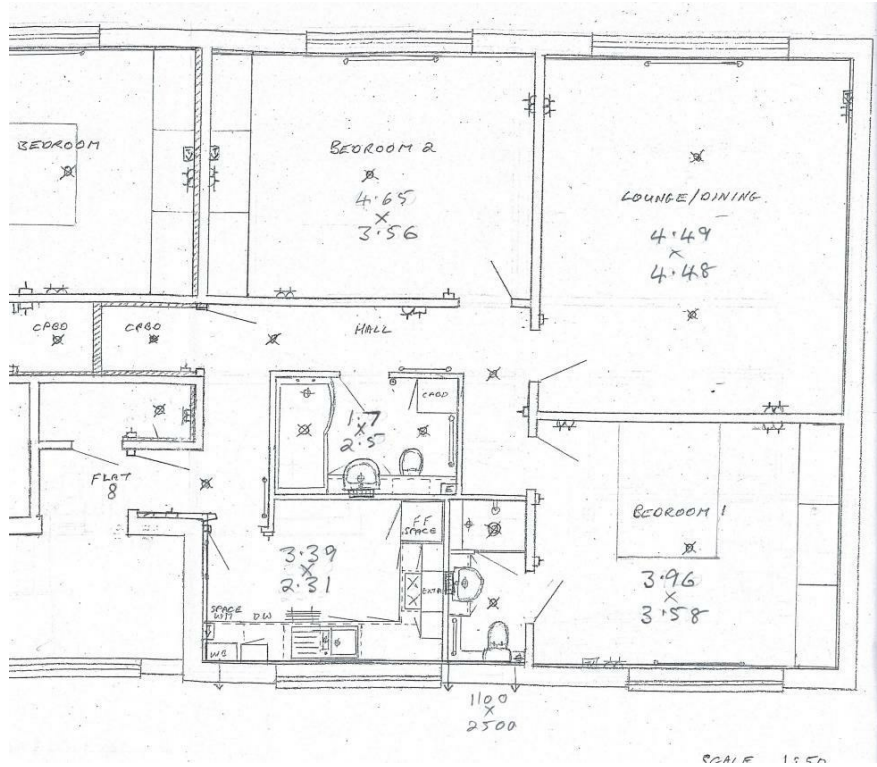 BEDROOM
BEDROOM 2
4.65
×
3.56
LOUNGE/DINING
4.49
×
4.48
CPBD
CPBD
HALL
CPBD
1.7
×
2.5
FLAT
8
BEDROOM 1
3.96
×
3.58
FF
SPACE
3.39
×
2.31
EXTR
SPACE
WM
DW
WB
1100
×
2500
SCALE 1:50